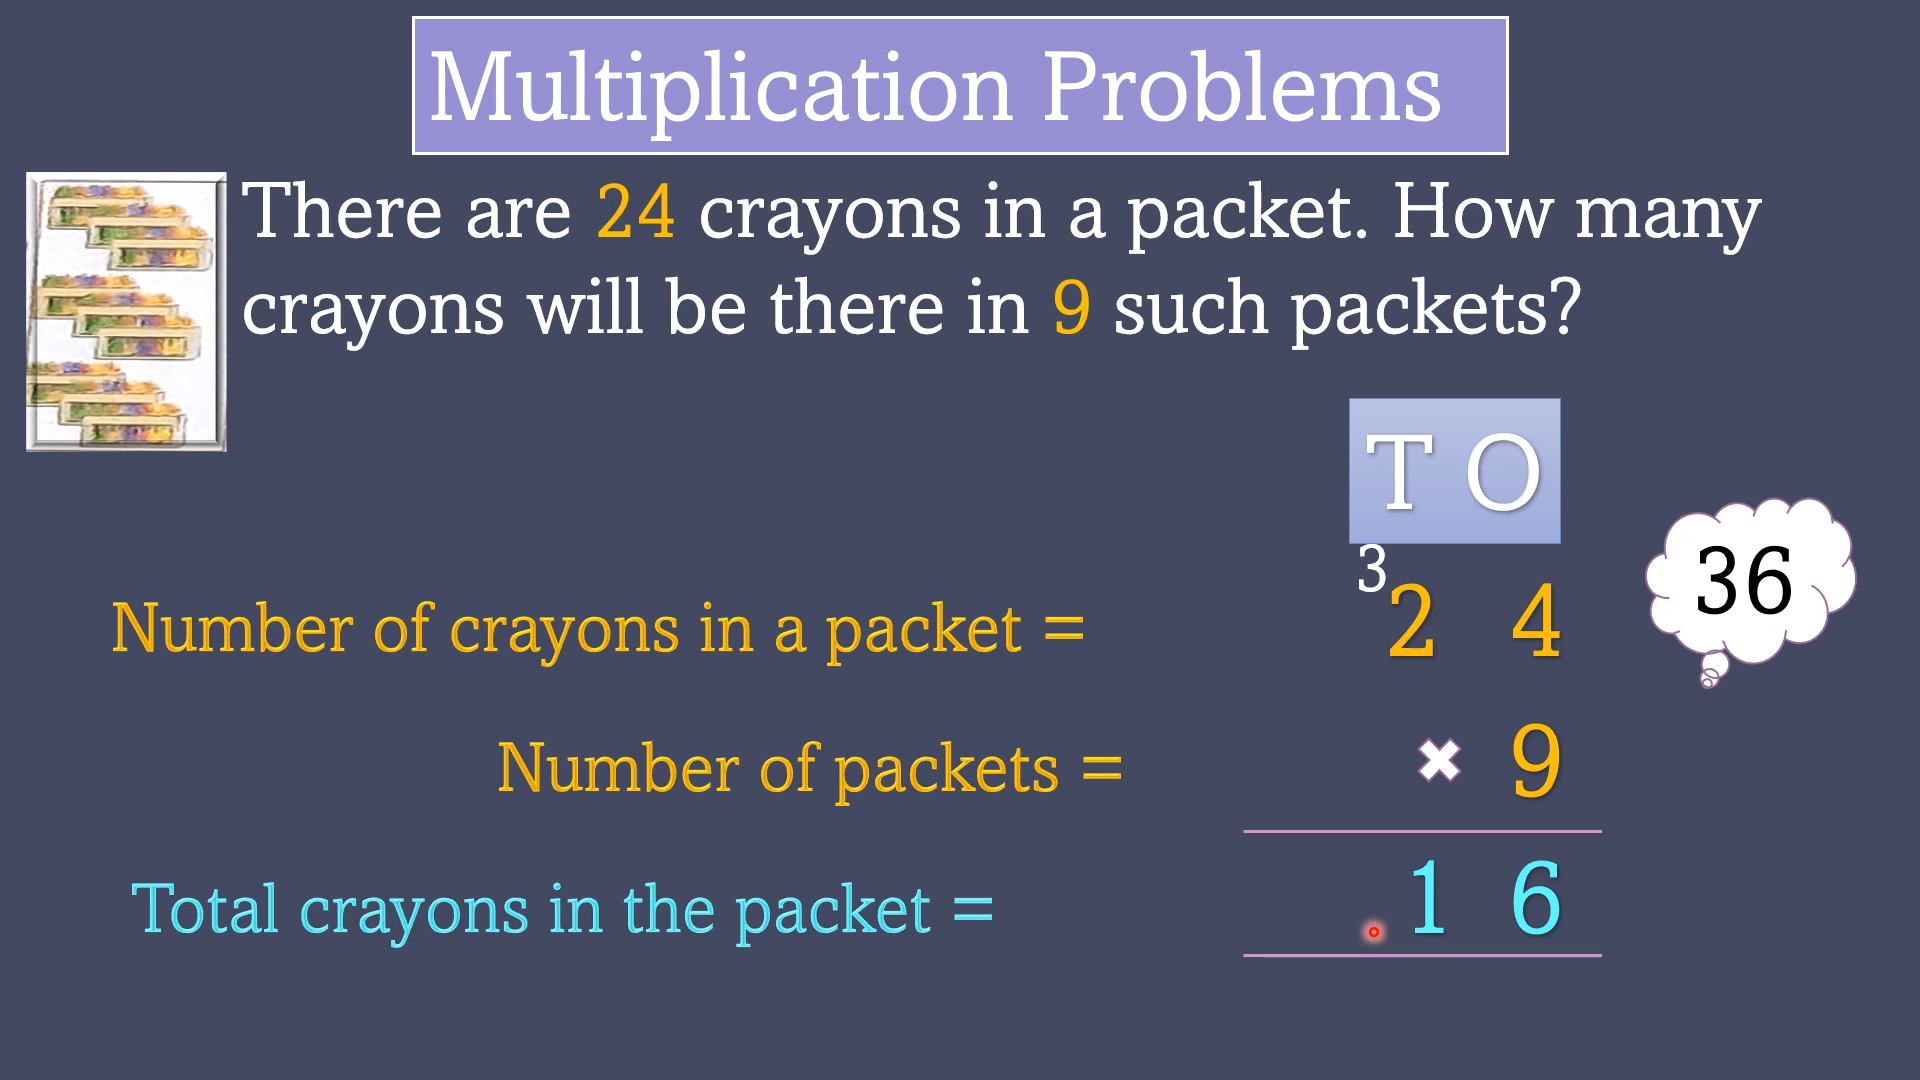 Multiplication Problems
There are 24 crayons in a packet. How many
crayons will be there in 9 such packets?
T O
3
36
Number of crayons in a packet = 2 4
Number of packets = ✖ 9
Total crayons in the packet = 1 6